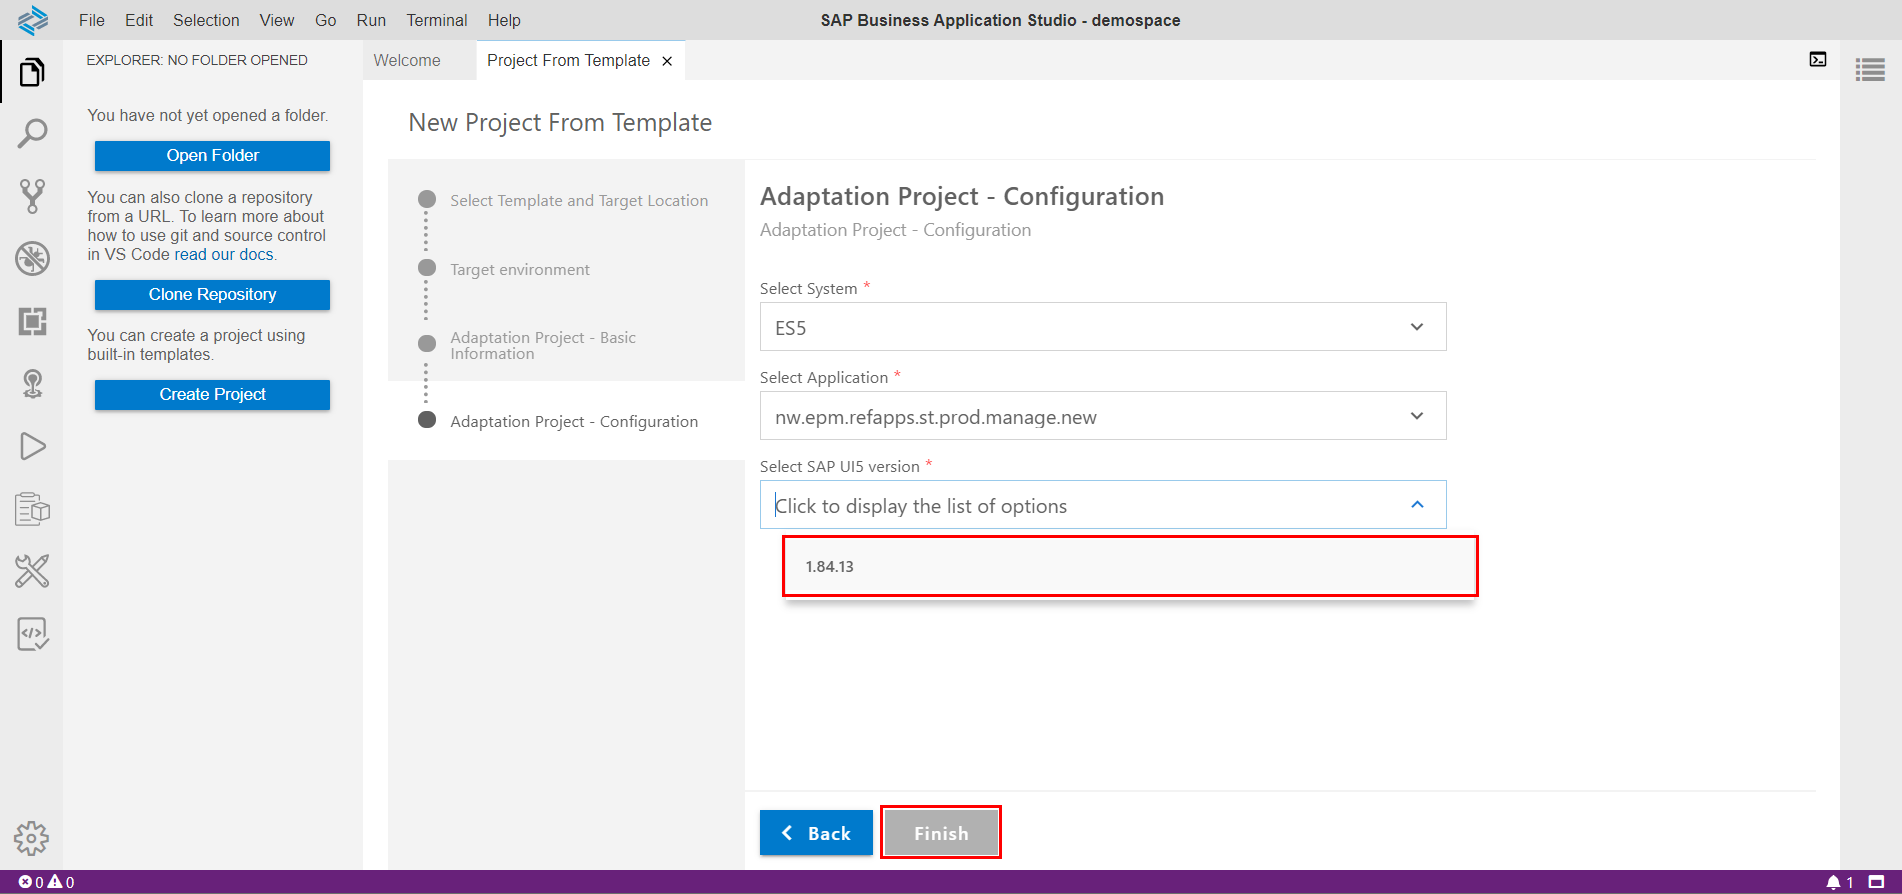 File Edit Selection View Go Run Terminal Help
SAP Business Application Studio - demospace
EXPLORER: NO FOLDER OPENED
You have not yet opened a folder.
Open Folder
You can also clone a repository
from a URL. To learn more about
how to use git and source control
in VS Code read our docs.
Clone Repository
You can create a project using
built-in templates.
Create Project
Welcome
Project From Template
New Project From Template
Select Template and Target Location
Target environment
Adaptation Project - Basic
Information
Adaptation Project - Configuration
Adaptation Project - Configuration
Adaptation Project - Configuration
Select System *
ES5
Select Application *
nw.epm.refapps.st.prod.manage.new
Select SAP UI5 version *
Click to display the list of options
1.84.13
Back
Finish
0 0
1